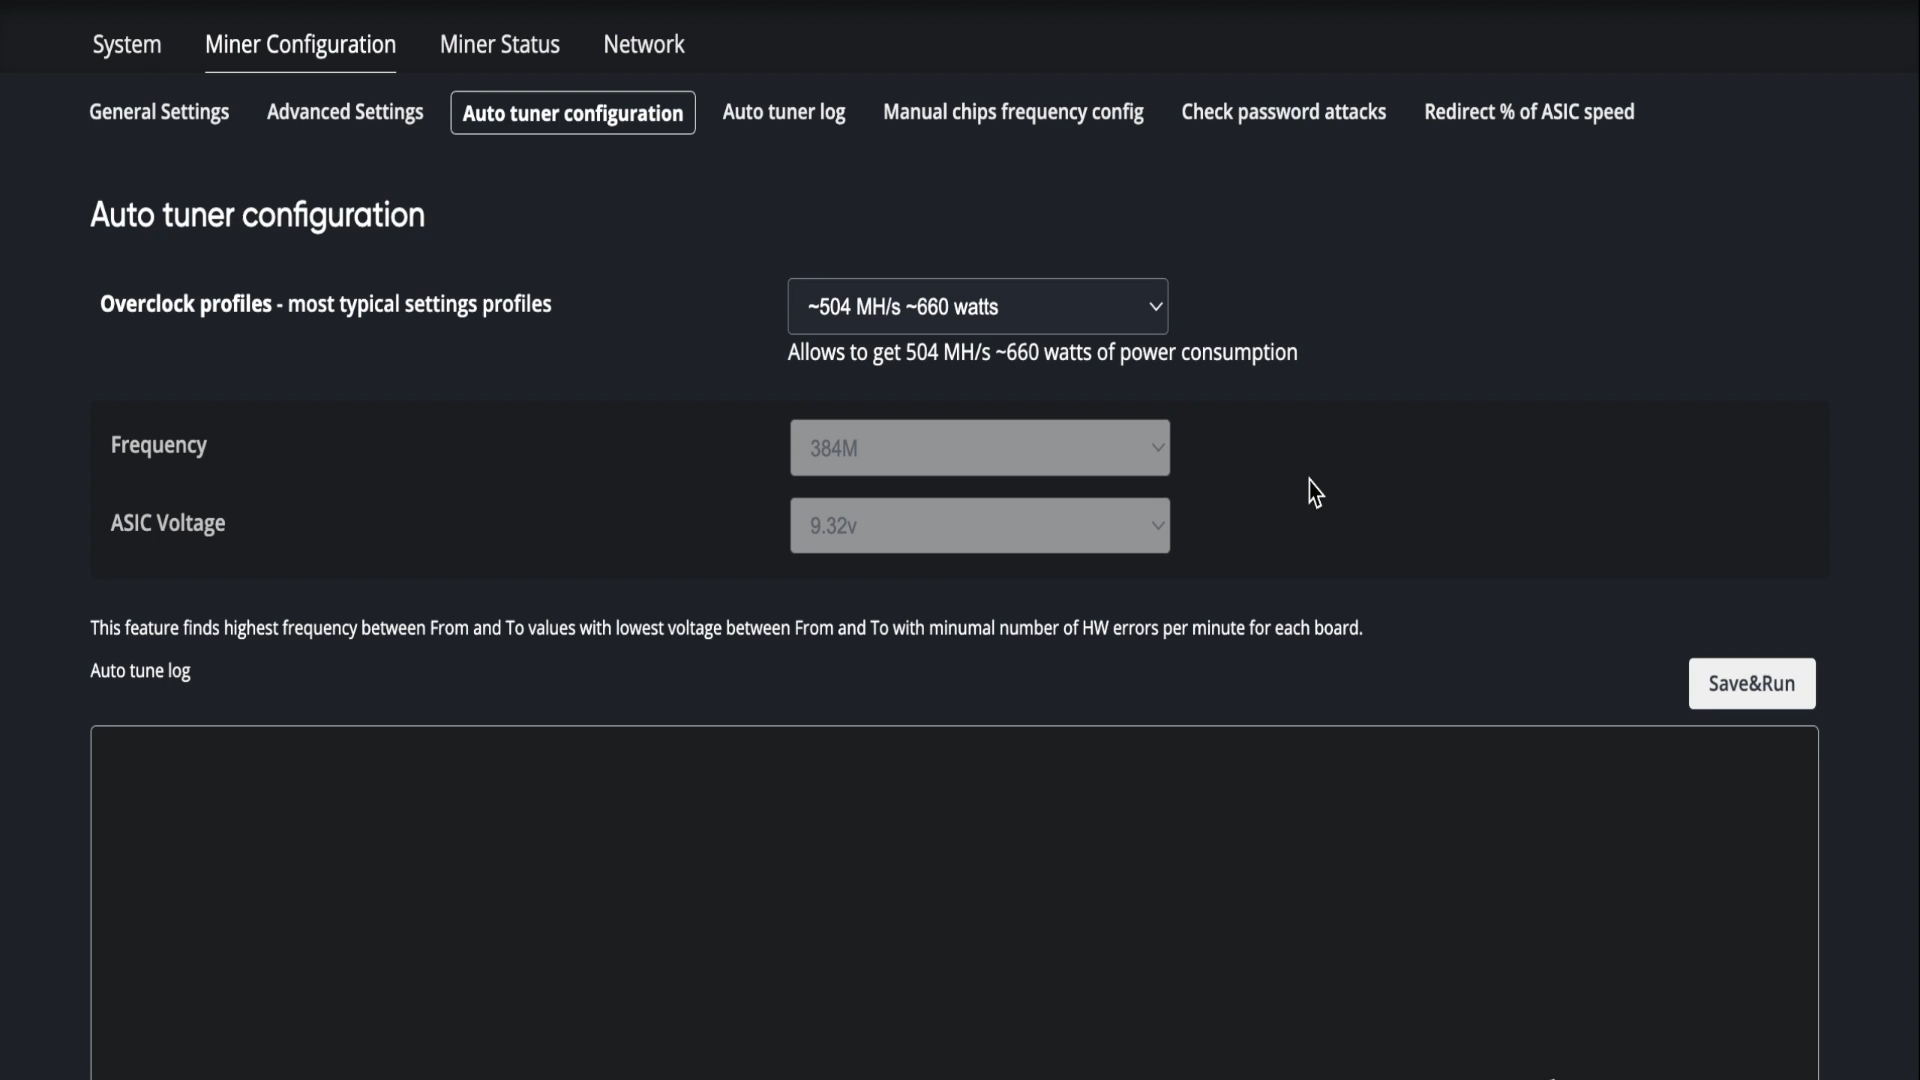 System Miner Configuration Miner Status Network
General Settings Advanced Settings Auto tuner configuration Auto tuner log Manual chips frequency config Check password attacks Redirect % of ASIC speed
Auto tuner configuration
Overclock profiles - most typical settings profiles ~504 MH/s ~660 watts
Allows to get 504 MH/s ~660 watts of power consumption
Frequency 384M
ASIC Voltage 9.32v
This feature finds highest frequency between From and To values with lowest voltage between From and To with minumal number of HW errors per minute for each board.
Auto tune log
Save&Run